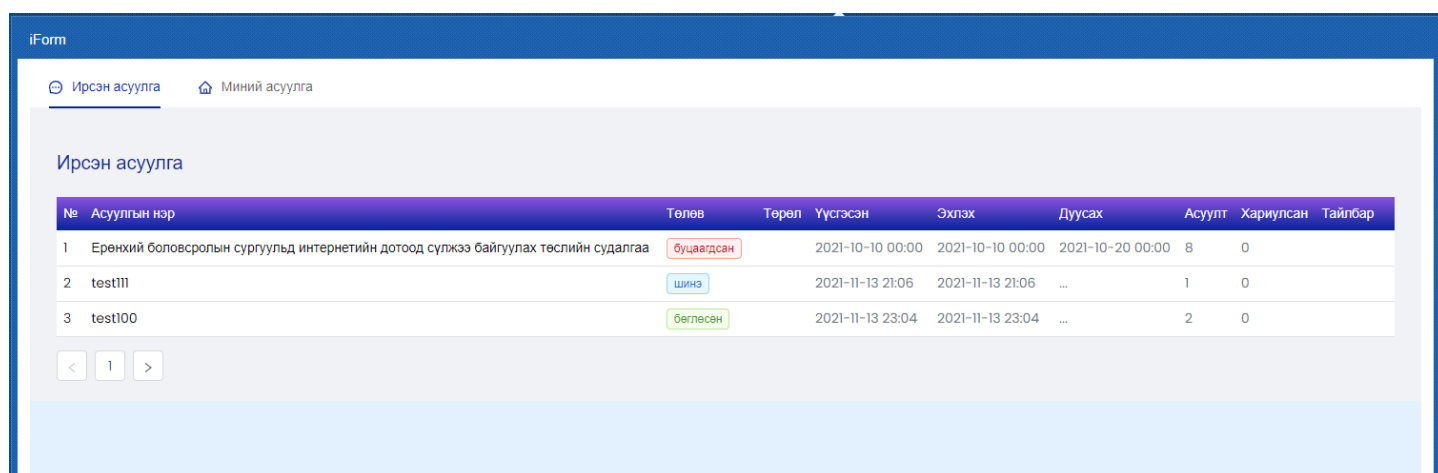 iForm
Ирсэн асуулга Миний асуулга
Ирсэн асуулга
№ Асуулгын нэр Төлөв Төрөл Үүсгэсэн Эхлэх Дуусах Асуулт Хариулсан Тайлбар
1 Ерөнхий боловсролын сургуульд интернетийн дотоод сүлжээ байгуулах төслийн судалгаа буцаагдсан 2021-10-10 00:00 2021-10-10 00:00 2021-10-20 00:00 8 0
2 test111 шинэ 2021-11-13 21:06 2021-11-13 21:06 ... 1 0
3 test100 бөглөсөн 2021-11-13 23:04 2021-11-13 23:04 ... 2 0
< 1 >